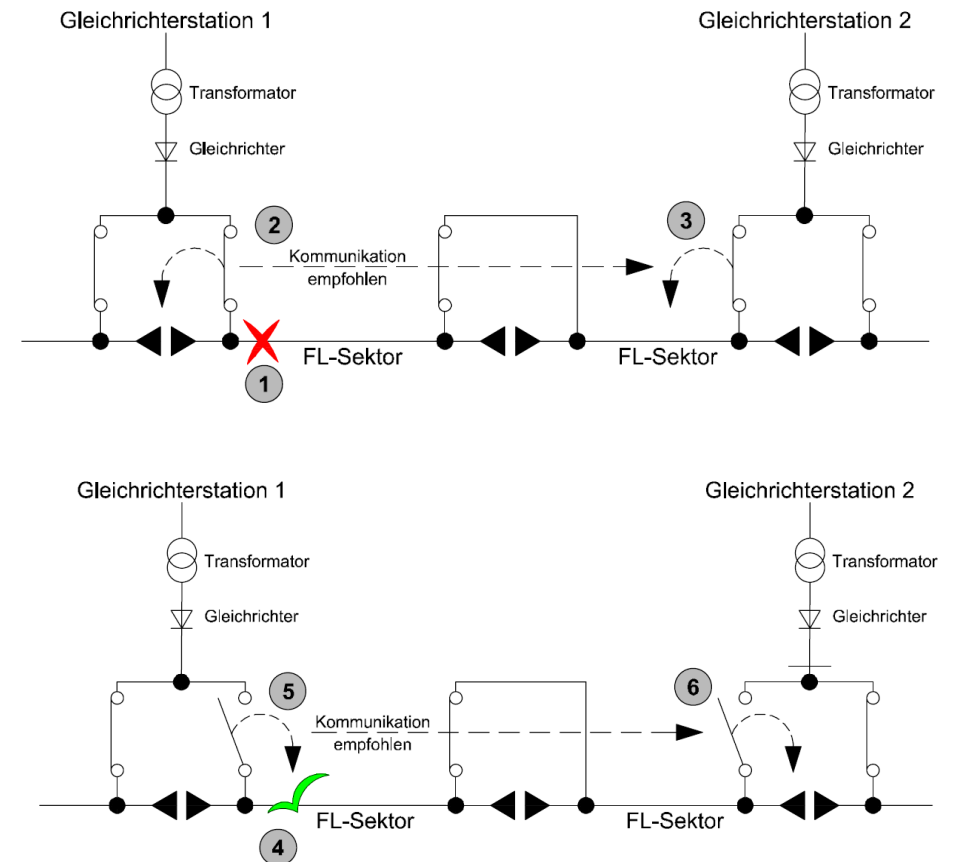 Gleichrichterstation 1
Gleichrichterstation 2
Transformator
Transformator
Gleichrichter
Gleichrichter
2
3
Kommunikation
empfohlen
FL-Sektor
FL-Sektor
1
Gleichrichterstation 1
Gleichrichterstation 2
Transformator
Transformator
Gleichrichter
Gleichrichter
5
6
Kommunikation
empfohlen
FL-Sektor
FL-Sektor
4